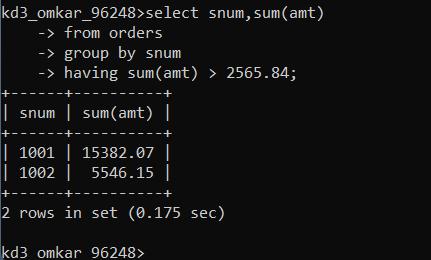 kd3_omkar_96248>select snum,sum(amt)
    -> from orders
    -> group by snum
    -> having sum(amt) > 2565.84;
+------+----------+
| snum | sum(amt) |
+------+----------+
| 1001 | 15382.07 |
| 1002 |  5546.15 |
+------+----------+
2 rows in set (0.175 sec)
kd3_omkar_96248>